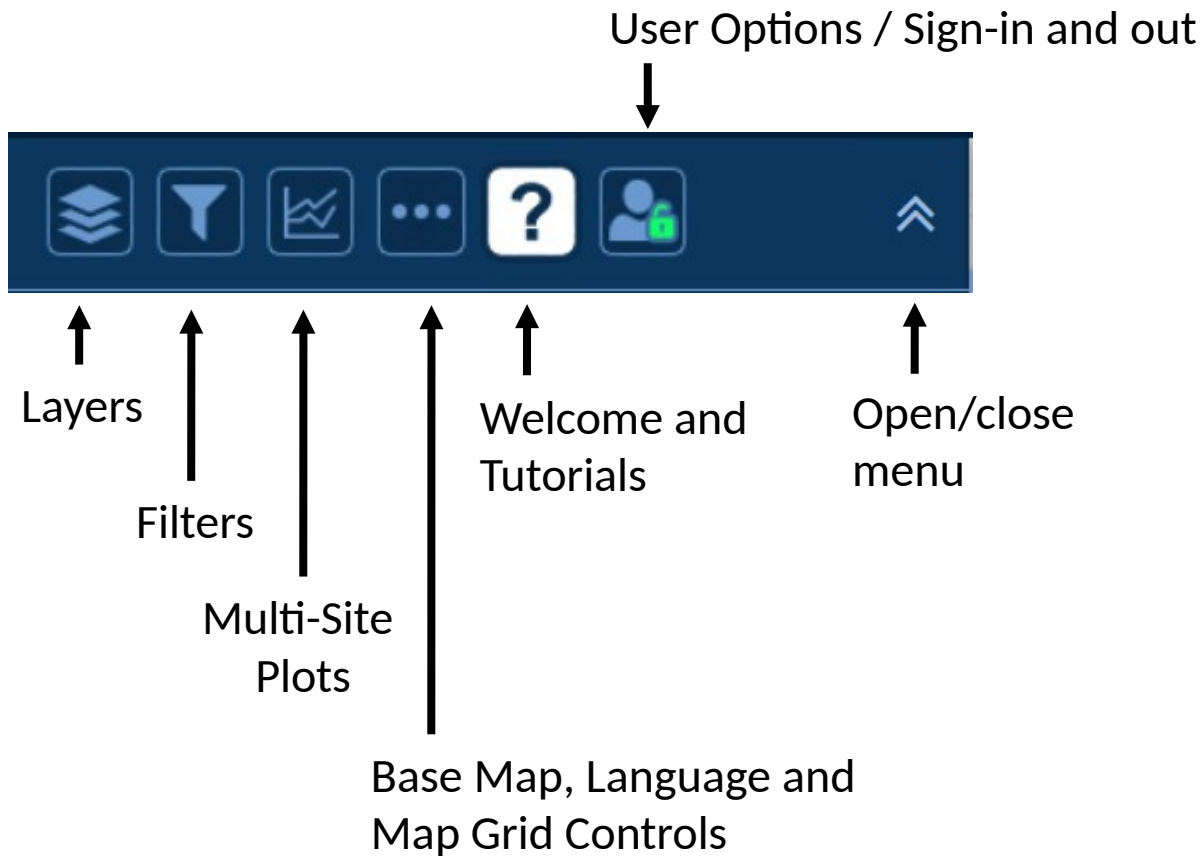 User Options / Sign-in and out
?
Layers
Welcome and
Tutorials
Open/close
menu
Filters
Multi-Site
Plots
Base Map, Language and
Map Grid Controls